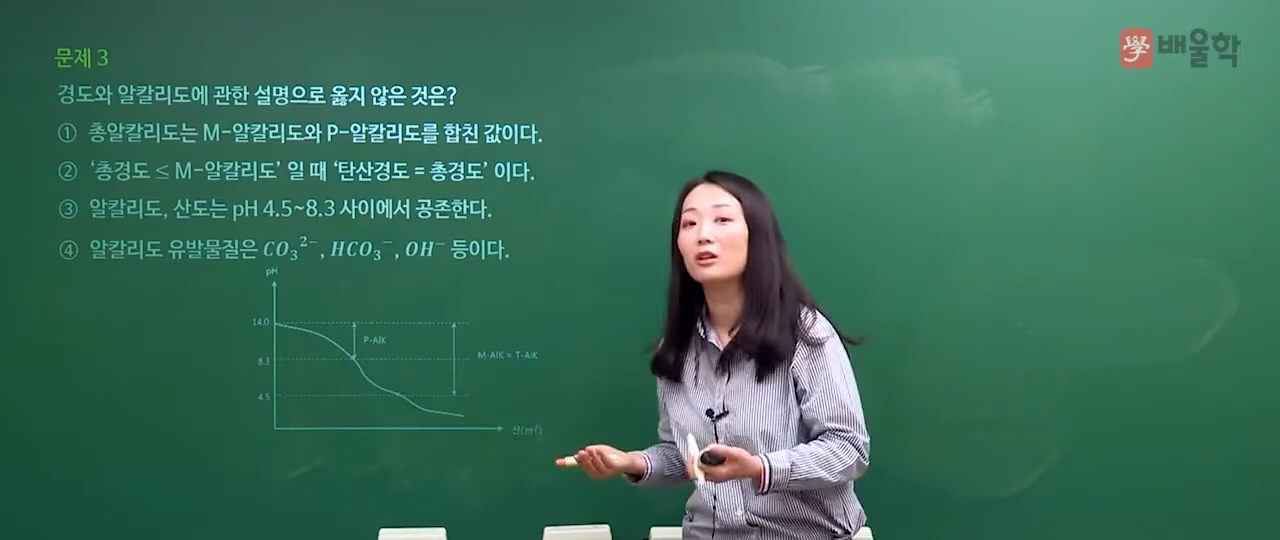 學 배울학
문제 3
경도와 알칼리도에 관한 설명으로 옳지 않은 것은?
① 총알칼리도는 M-알칼리도와 P-알칼리도를 합친 값이다.
② ‘총경도 ≤ M-알칼리도’ 일 때 ‘탄산경도 = 총경도’ 이다.
③ 알칼리도, 산도는 pH 4.5~8.3 사이에서 공존한다.
④ 알칼리도 유발물질은 CO₃²⁻, HCO₃⁻, OH⁻ 등이다.
pH
14.0
P-AlK
8.3
M-AlK = T-AlK
4.5
산(mℓ)